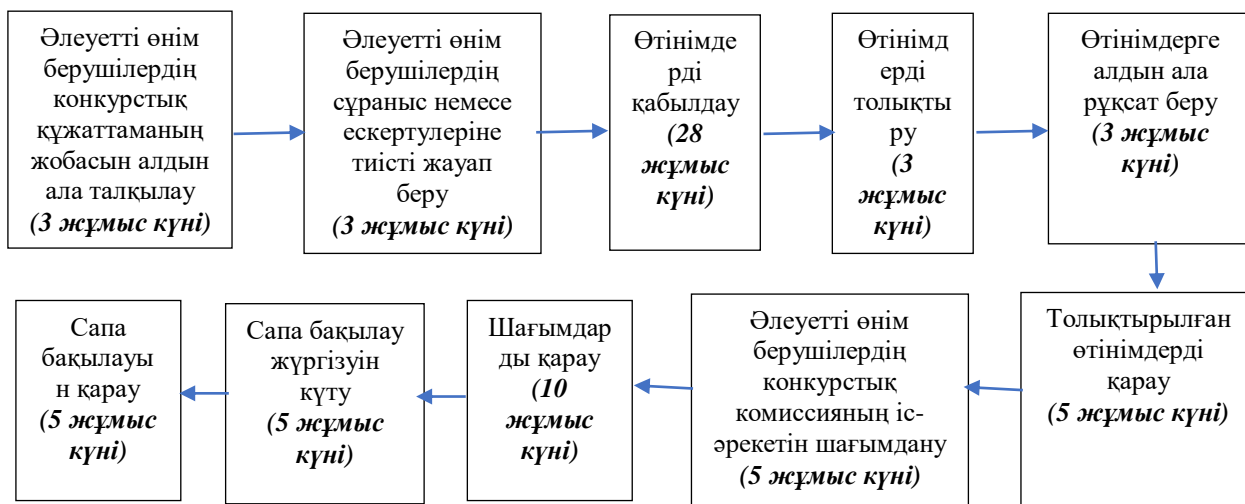 Әлеуетті өнім
берушілердің
конкурстық
құжаттаманың
жобасын алдын
ала талқылау
(3 жұмыс күні)
Әлеуетті өнім
берушілердің
сұраныс немесе
ескертулеріне
тиісті жауап
беру
(3 жұмыс күні)
Өтінімде
рді
қабылдау
(28
жұмыс
күні)
Өтінімд
ерді
толықты
ру
(3
жұмыс
күні)
Өтінімдерге
алдын ала
рұқсат беру
(3 жұмыс
күні)
Толықтырылған
өтінімдерді
қарау
(5 жұмыс күні)
Әлеуетті өнім
берушілердің
конкурстық
комиссияның іс-
әрекетін шағымдану
(5 жұмыс күні)
Шағымдар
ды қарау
(10
жұмыс
күні)
Сапа бақылау
жүргізуін
күту
(5 жұмыс
күні)
Сапа
бақылауы
н қарау
(5 жұмыс
күні)